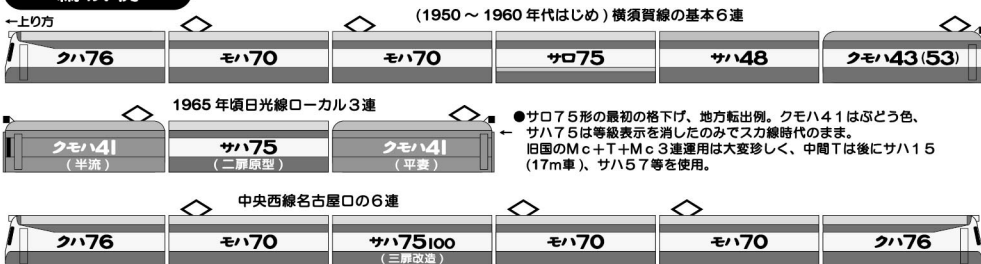 ←上り方
(1950～1960年代はじめ)横須賀線の基本6連
クハ76 モハ70 モハ70 サロ75 サハ48 クモハ43(53)
1965年頃日光線ローカル3連
クモハ41 サハ75 クモハ41
(半流) (二扉原型) (平妻)
●サロ75形の最初の格下げ、地方転出例。クモハ41はぶどう色、
← サハ75は等級表示を消したのみでスカ線時代のまま。
旧国のMc+T+Mc3連運用は大変珍しく、中間Tは後にサハ15
(17m車)、サハ57等を使用。
中央西線名古屋口の6連
クハ76 モハ70 サハ75100 モハ70 モハ70 クハ76
(三扉改造)